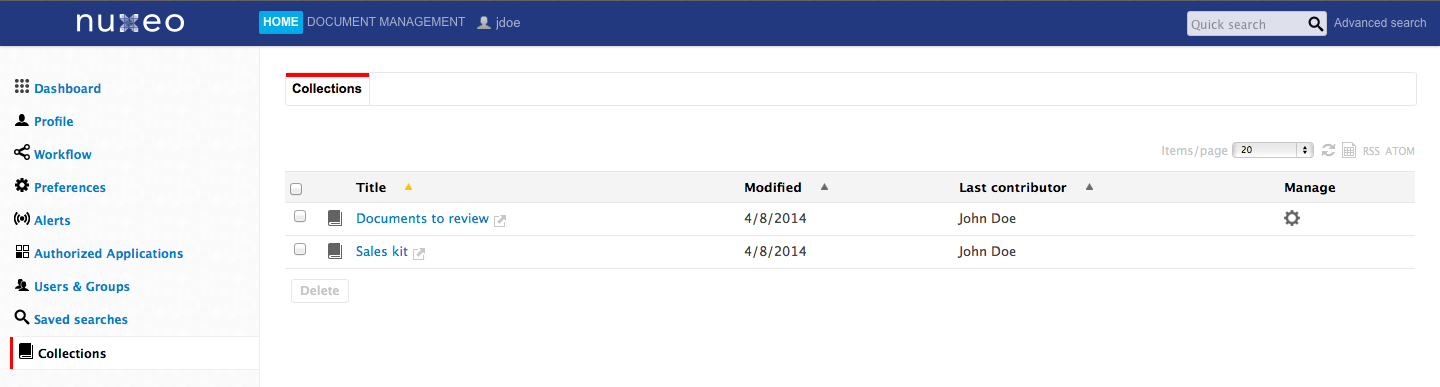 nuxeo HOME DOCUMENT MANAGEMENT jdoe Quick search Advanced search
Dashboard
Profile
Workflow
Preferences
Alerts
Authorized Applications
Users & Groups
Saved searches
Collections
Collections
Items/page 20 RSS ATOM
Title Modified Last contributor Manage
Documents to review 4/8/2014 John Doe
Sales kit 4/8/2014 John Doe
Delete